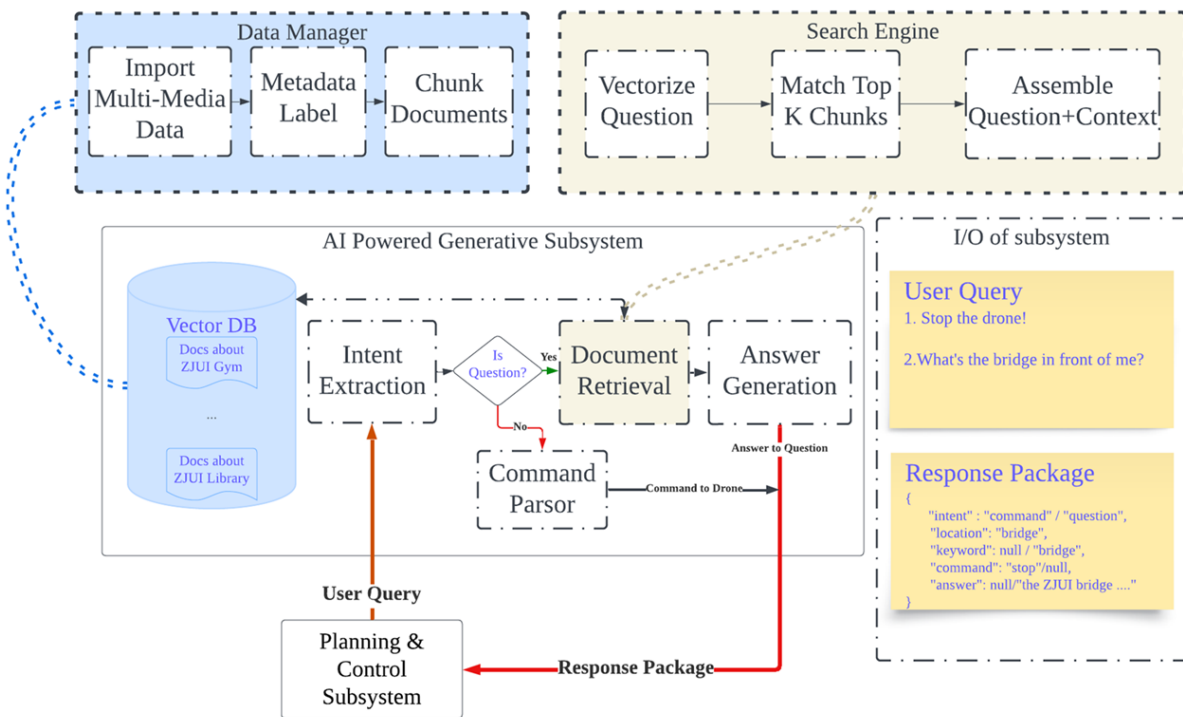 Data Manager
Import
Multi-Media
Data
Metadata
Label
Chunk
Documents
Search Engine
Vectorize
Question
Match Top
K Chunks
Assemble
Question+Context
AI Powered Generative Subsystem
Vector DB
Docs about
ZJUI Gym
...
Docs about
ZJUI Library
Intent
Extraction
Is
Question?
Yes
No
Document
Retrieval
Answer
Generation
Answer to Question
Command
Parsor
Command to Drone
User Query
Planning &
Control
Subsystem
Response Package
I/O of subsystem
User Query
1. Stop the drone!
2.What's the bridge in front of me?
Response Package
{
"intent" : "command" / "question",
"location": "bridge",
"keyword": null / "bridge",
"command": "stop"/null,
"answer": null/"the ZJUI bridge ...."
}